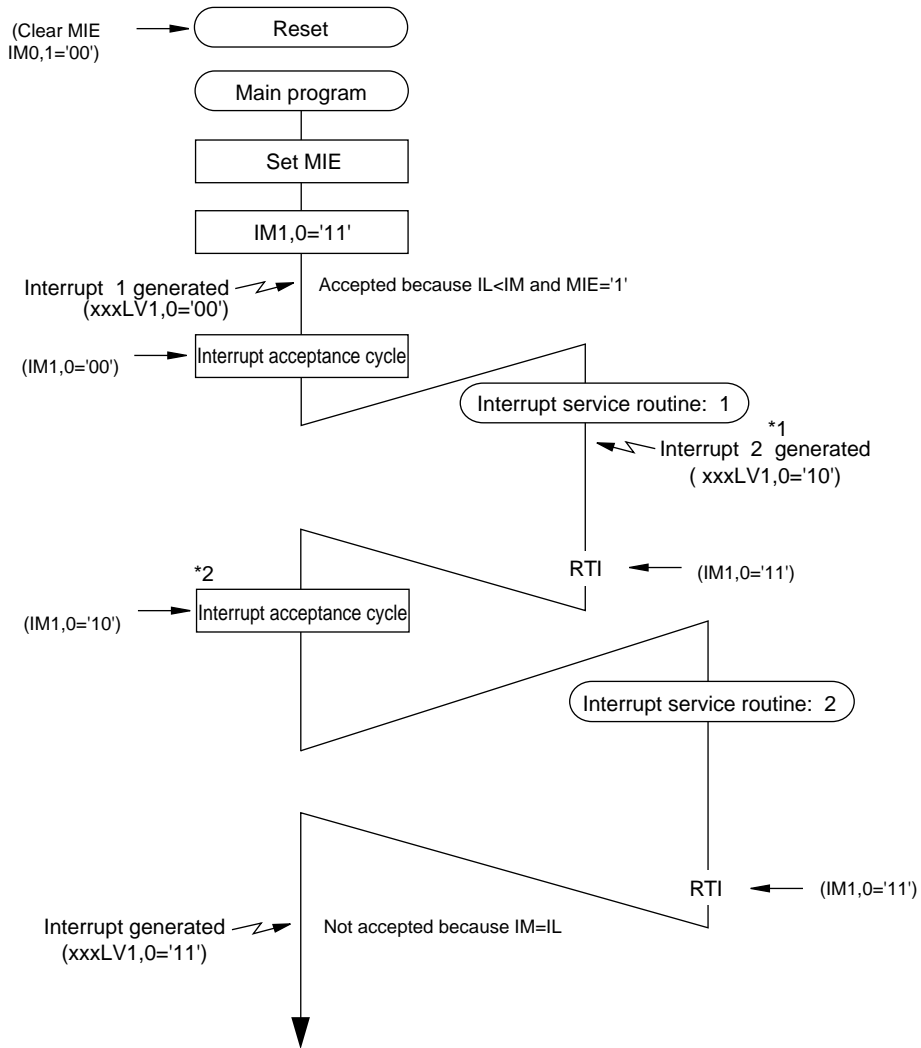 (Clear MIE
IM0,1='00')
Reset
Main program
Set MIE
IM1,0='11'
Interrupt 1 generated
(xxxLV1,0='00')
Accepted because IL<IM and MIE='1'
(IM1,0='00')
Interrupt acceptance cycle
Interrupt service routine: 1
*1
Interrupt 2 generated
( xxxLV1,0='10')
RTI
(IM1,0='11')
*2
(IM1,0='10')
Interrupt acceptance cycle
Interrupt service routine: 2
RTI
(IM1,0='11')
Interrupt generated
(xxxLV1,0='11')
Not accepted because IM=IL